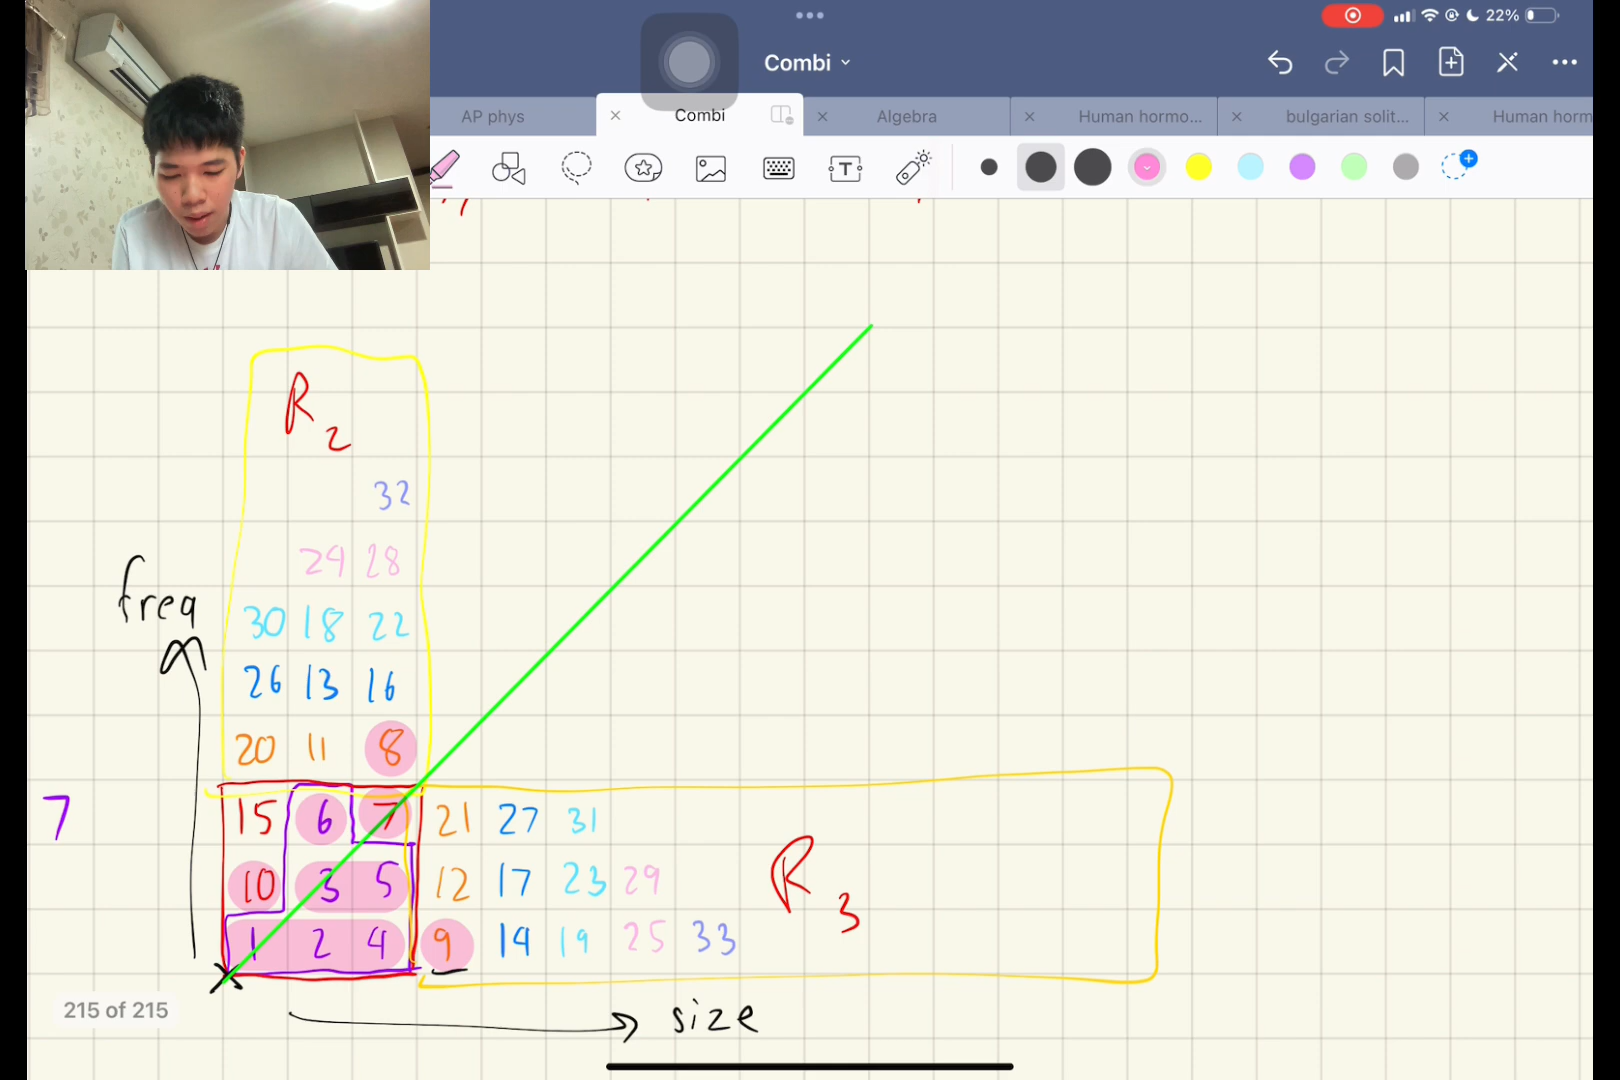 22%
Combi
AP phys
Combi
Algebra
Human hormo...
bulgarian solit...
Human horm
T
R2
32
24 28
freq
30 18 22
26 13 16
20 11 8
7
15 6 7 21 27 31
10 3 5 12 17 23 29
R3
1 2 4 9 14 19 25 33
215 of 215
size